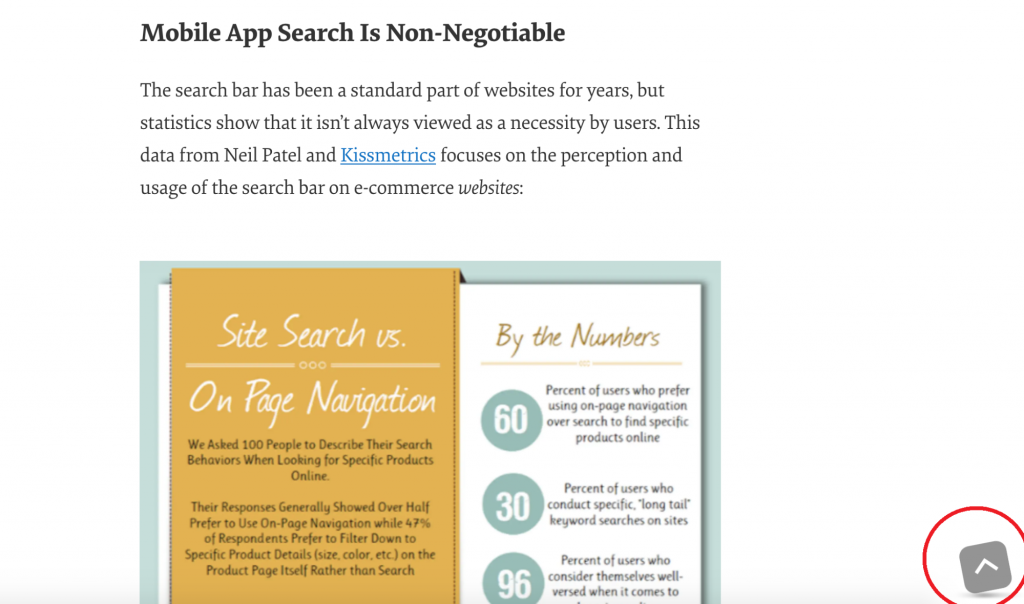 Mobile App Search Is Non-Negotiable
The search bar has been a standard part of websites for years, but
statistics show that it isn't always viewed as a necessity by users. This
data from Neil Patel and Kissmetrics focuses on the perception and
usage of the search bar on e-commerce websites:
Site Search vs.
On Page Navigation
We Asked 100 People to Describe Their Search
Behaviors When Looking for Specific Products
Online.
Their Responses Generally Showed Over Half
Prefer to Use On-Page Navigation while 47%
of Respondents Prefer to Filter Down to
Specific Product Details (size, color, etc.) on the
Product Page Itself Rather than Search
By the Numbers
60
Percent of users who prefer
using on-page navigation
over search to find specific
products online
30
Percent of users who
conduct specific, "long tail"
keyword searches on sites
96
Percent of users who
consider themselves well-
versed when it comes to